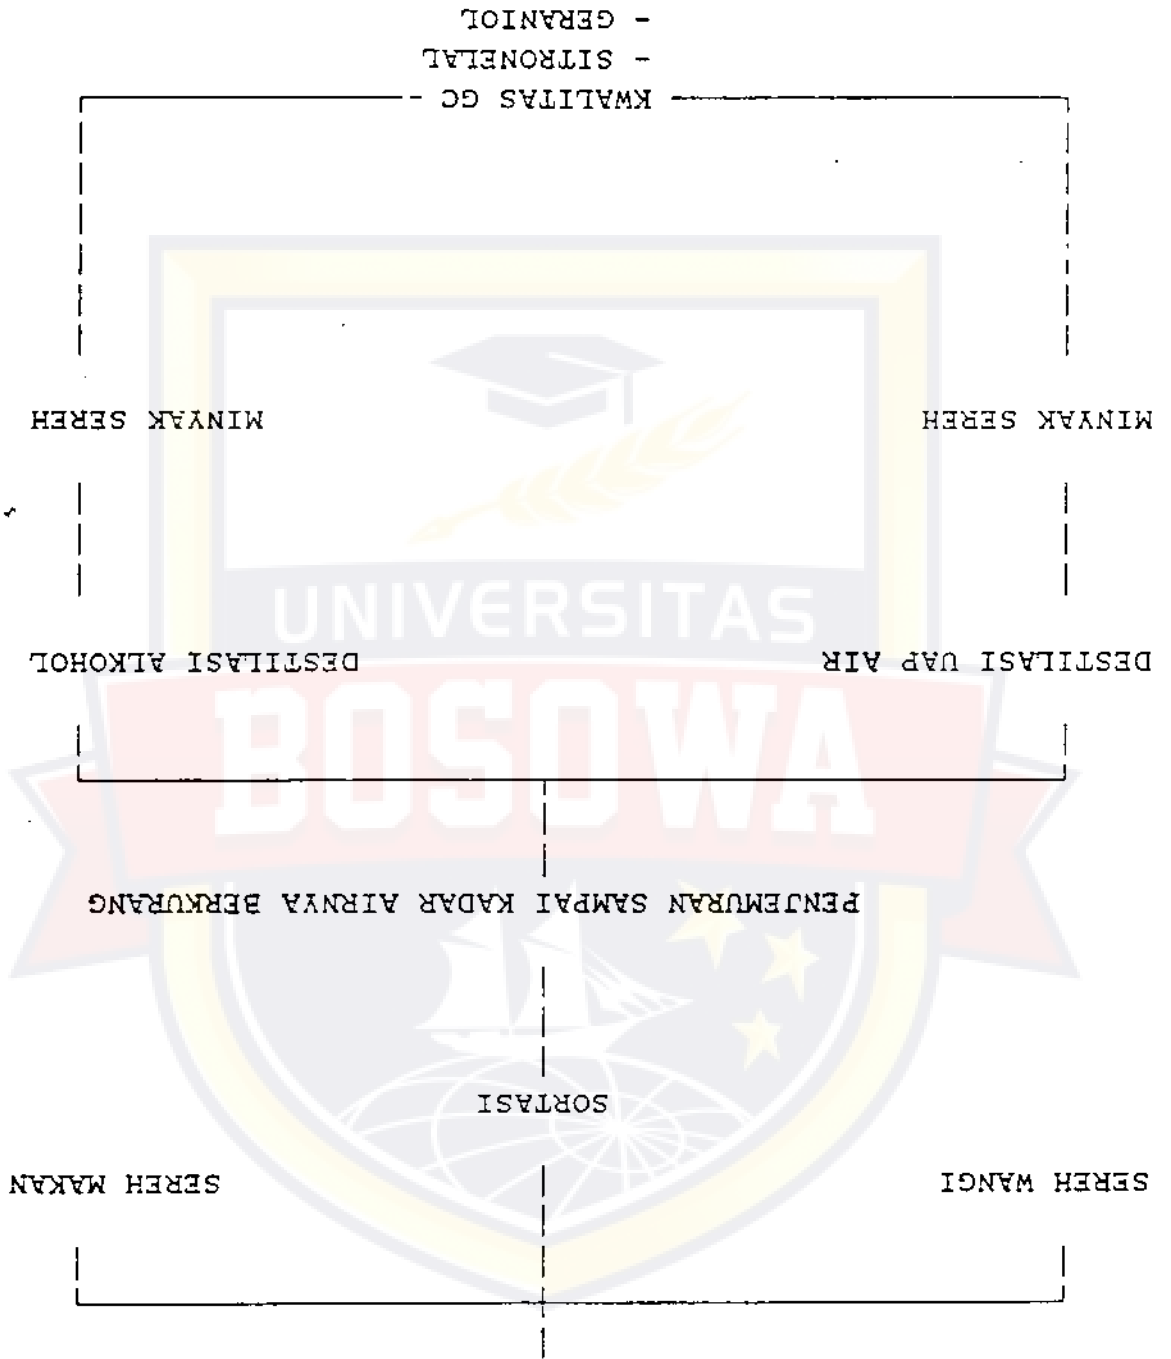 SEREH WANGI
SEREH MAKAN
SORTASI
PENJEMURAN SAMPAI KADAR AIRNYA BERKURANG
DESTILASI UAP AIR
DESTILASI ALKOHOL
MINYAK SEREH
MINYAK SEREH
KWALITAS GC -
- SITRONELAL
- GERANIOL
UNIVERSITAS
BOSOWA